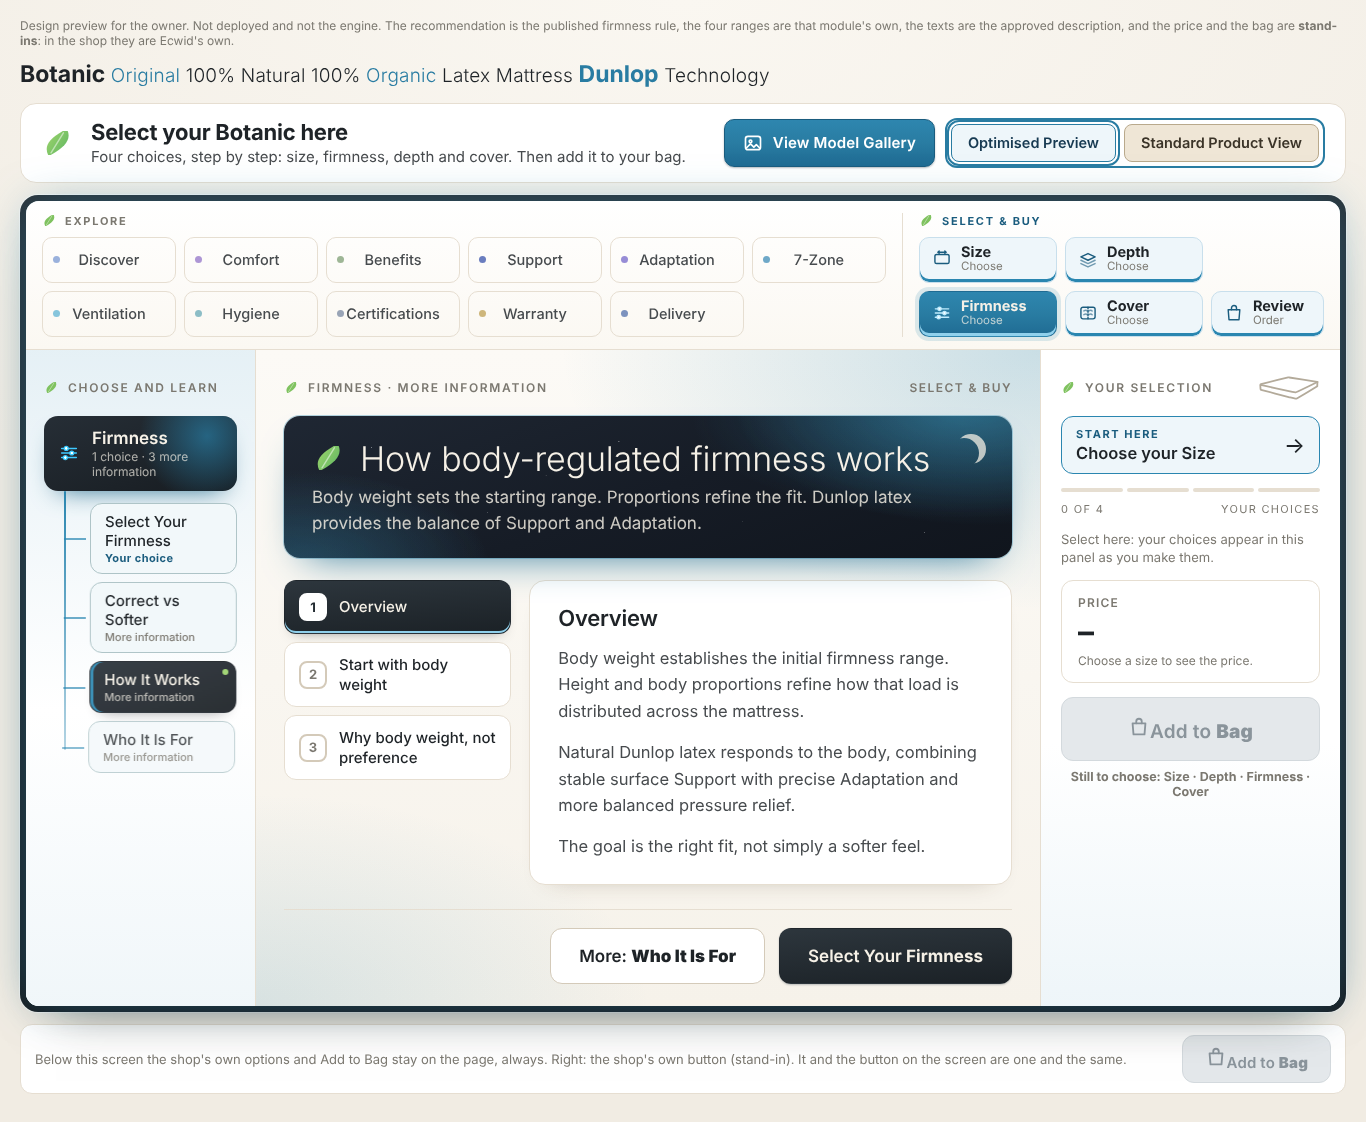 Design preview for the owner. Not deployed and not the engine. The recommendation is the published firmness rule, the four ranges are that module's own, the texts are the approved description, and the price and the bag are stand-
ins: in the shop they are Ecwid's own.
Botanic Original 100% Natural 100% Organic Latex Mattress Dunlop Technology
Select your Botanic here
Four choices, step by step: size, firmness, depth and cover. Then add it to your bag.
View Model Gallery
Optimised Preview
Standard Product View
EXPLORE
Discover
Comfort
Benefits
Support
Adaptation
7-Zone
Ventilation
Hygiene
Certifications
Warranty
Delivery
SELECT & BUY
Size
Choose
Depth
Choose
Firmness
Choose
Cover
Choose
Review
Order
CHOOSE AND LEARN
Firmness
1 choice · 3 more
information
Select Your
Firmness
Your choice
Correct vs
Softer
More information
How It Works
More information
Who It Is For
More information
FIRMNESS · MORE INFORMATION
SELECT & BUY
How body-regulated firmness works
Body weight sets the starting range. Proportions refine the fit. Dunlop latex
provides the balance of Support and Adaptation.
1 Overview
2 Start with body
weight
3 Why body weight, not
preference
Overview
Body weight establishes the initial firmness range.
Height and body proportions refine how that load is
distributed across the mattress.
Natural Dunlop latex responds to the body, combining
stable surface Support with precise Adaptation and
more balanced pressure relief.
The goal is the right fit, not simply a softer feel.
More: Who It Is For
Select Your Firmness
YOUR SELECTION
START HERE
Choose your Size
0 OF 4
YOUR CHOICES
Select here: your choices appear in this
panel as you make them.
PRICE
–
Choose a size to see the price.
Add to Bag
Still to choose: Size · Depth · Firmness ·
Cover
Below this screen the shop's own options and Add to Bag stay on the page, always. Right: the shop's own button (stand-in). It and the button on the screen are one and the same.
Add to Bag